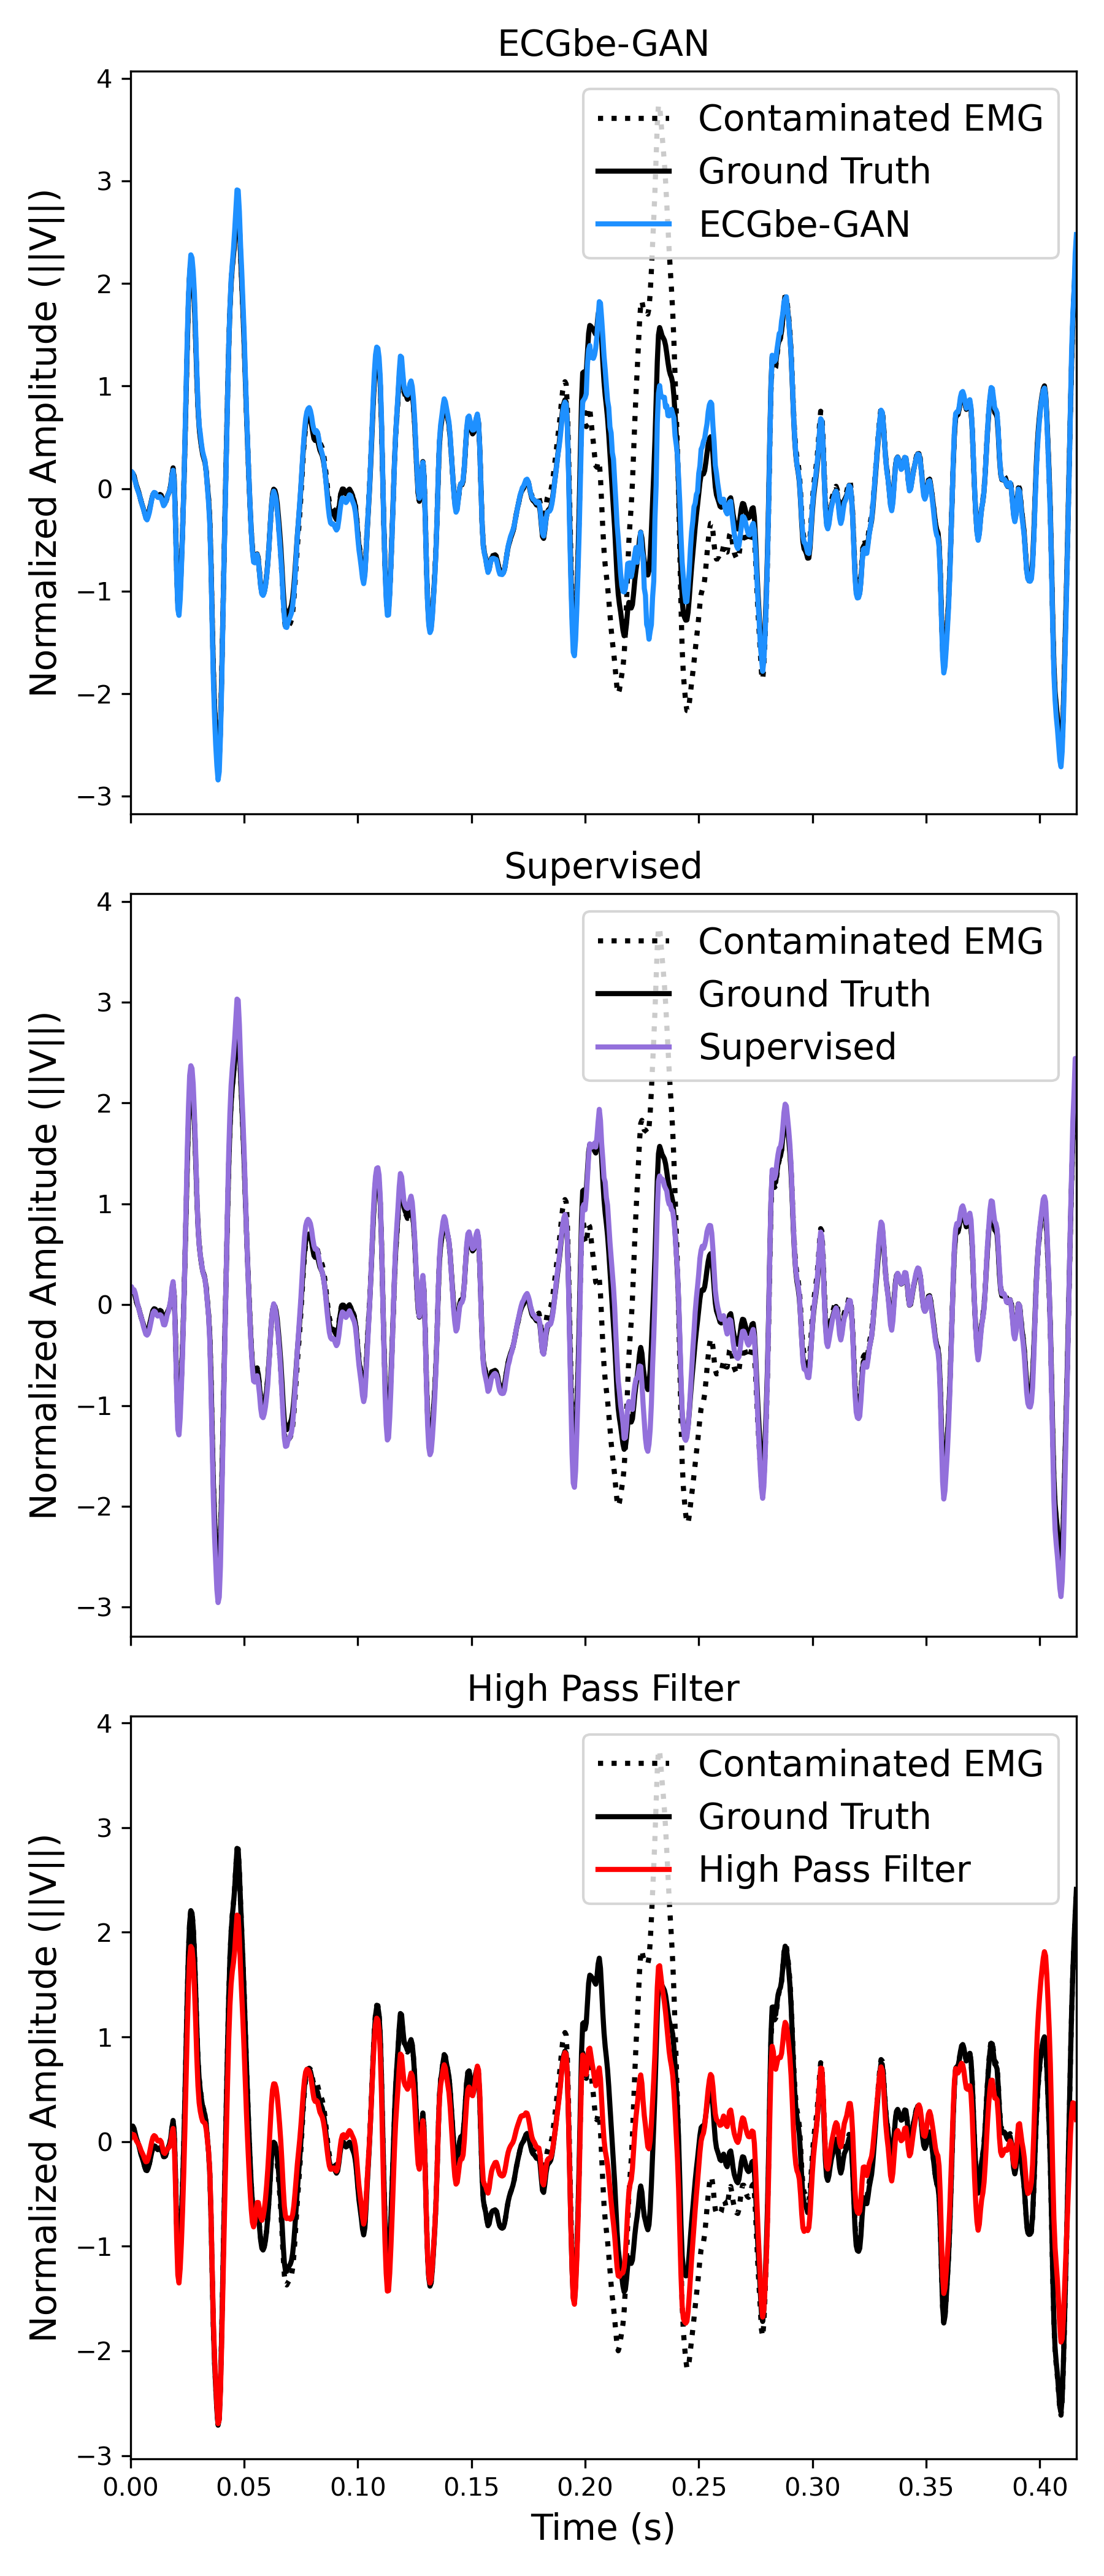 ECGbe-GAN
4
3
2
1
0
−1
−2
−3
Normalized Amplitude (||V||)
Contaminated EMG
Ground Truth
ECGbe-GAN
Supervised
4
3
2
1
0
−1
−2
−3
Normalized Amplitude (||V||)
Contaminated EMG
Ground Truth
Supervised
High Pass Filter
4
3
2
1
0
−1
−2
−3
Normalized Amplitude (||V||)
Contaminated EMG
Ground Truth
High Pass Filter
0.00 0.05 0.10 0.15 0.20 0.25 0.30 0.35 0.40
Time (s)